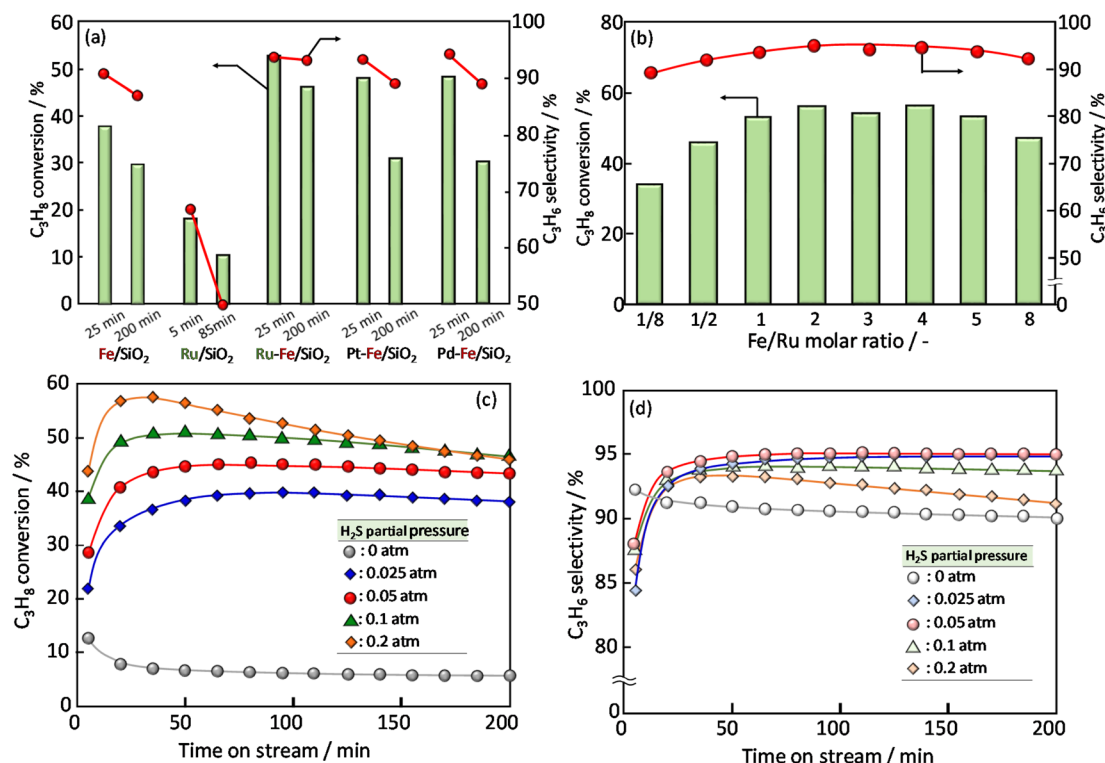 (a)
C₃H₈ conversion / %
60
50
40
30
20
10
0
C₃H₆ selectivity / %
100
90
80
70
60
50
25 min
200 min
5 min
85min
25 min
200 min
25 min
200 min
25 min
200 min
Fe/SiO₂
Ru/SiO₂
Ru-Fe/SiO₂
Pt-Fe/SiO₂
Pd-Fe/SiO₂
(b)
C₃H₈ conversion / %
80
60
40
20
0
C₃H₆ selectivity / %
100
90
80
70
60
50
0
1/8 1/2 1 2 3 4 5 8
Fe/Ru molar ratio / -
(c)
C₃H₈ conversion / %
60
50
40
30
20
10
0
H₂S partial pressure
: 0 atm
: 0.025 atm
: 0.05 atm
: 0.1 atm
: 0.2 atm
0 50 100 150 200
Time on stream / min
(d)
C₃H₆ selectivity / %
100
95
90
85
80
0
H₂S partial pressure
: 0 atm
: 0.025 atm
: 0.05 atm
: 0.1 atm
: 0.2 atm
0 50 100 150 200
Time on stream / min